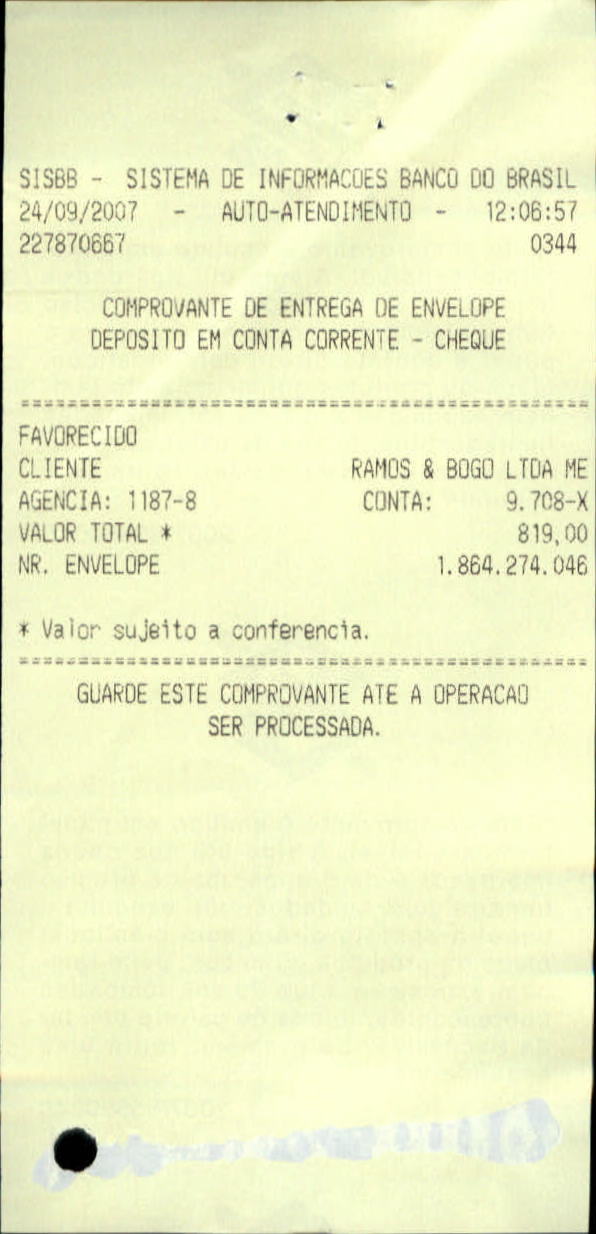 SISBB - SISTEMA DE INFORMACOES BANCO DO BRASIL
24/09/2007 - AUTO-ATENDIMENTO - 12:06:57
227870667 0344
COMPROVANTE DE ENTREGA DE ENVELOPE
DEPOSITO EM CONTA CORRENTE - CHEQUE
================================================
FAVORECIDO
CLIENTE RAMOS & BOGO LTDA ME
AGENCIA: 1187-8 CONTA: 9.708-X
VALOR TOTAL * 819,00
NR. ENVELOPE 1.864.274.046
* Valor sujeito a conferencia.
================================================
GUARDE ESTE COMPROVANTE ATE A OPERACAO
SER PROCESSADA.